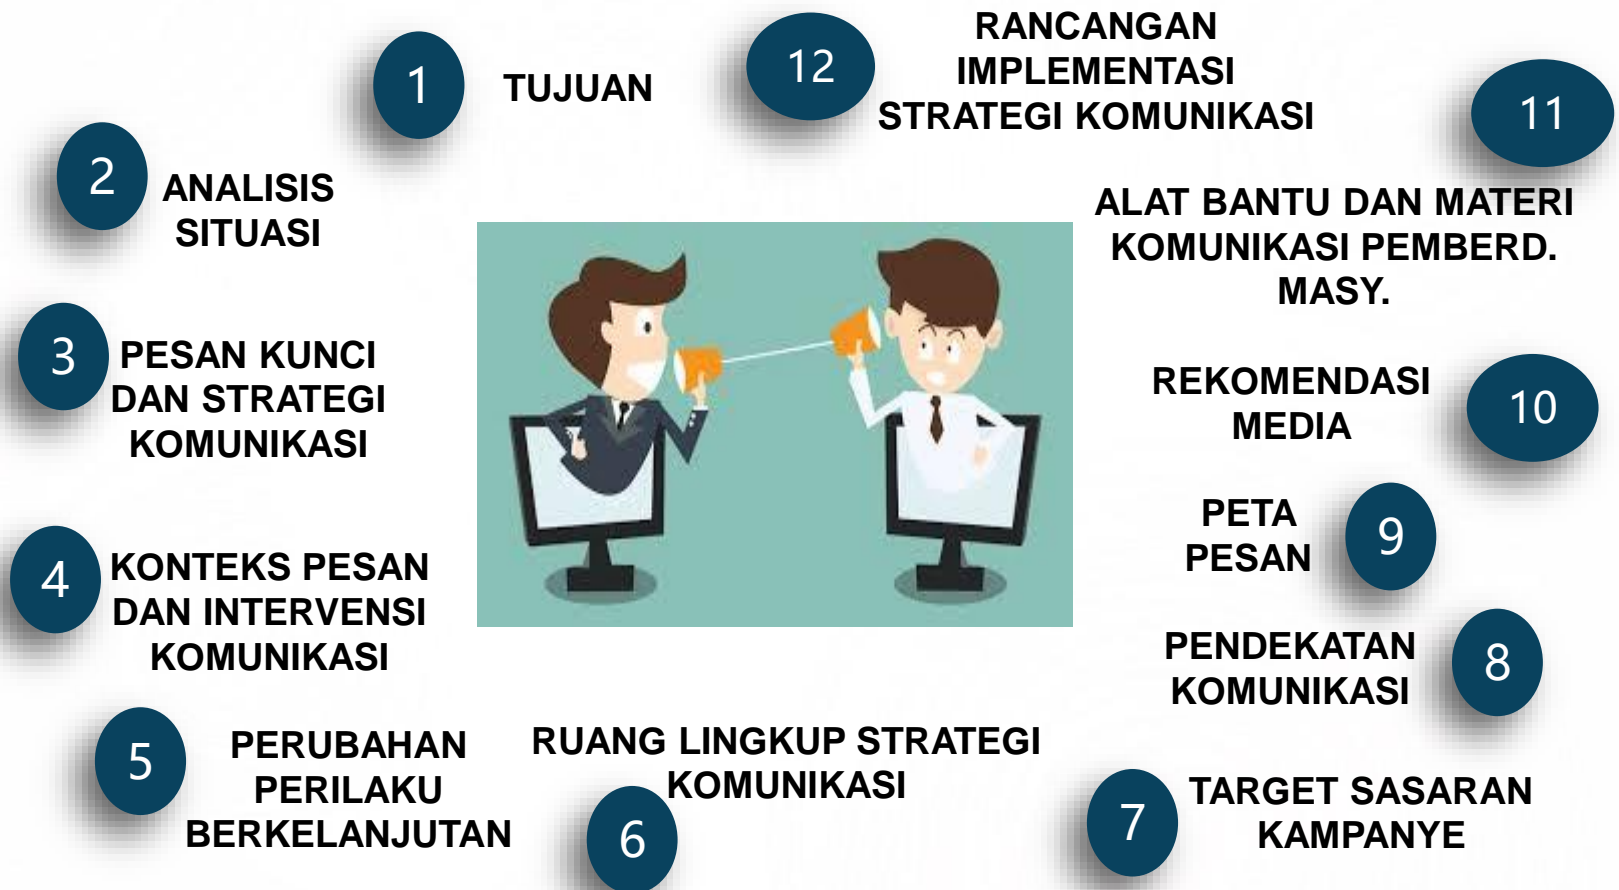 1
TUJUAN
2
ANALISIS
SITUASI
3
PESAN KUNCI
DAN STRATEGI
KOMUNIKASI
4
KONTEKS PESAN
DAN INTERVENSI
KOMUNIKASI
5
PERUBAHAN
PERILAKU
BERKELANJUTAN
6
RUANG LINGKUP STRATEGI
KOMUNIKASI
7
TARGET SASARAN
KAMPANYE
8
PENDEKATAN
KOMUNIKASI
9
PETA
PESAN
10
REKOMENDASI
MEDIA
11
ALAT BANTU DAN MATERI
KOMUNIKASI PEMBERD.
MASY.
12
RANCANGAN
IMPLEMENTASI
STRATEGI KOMUNIKASI